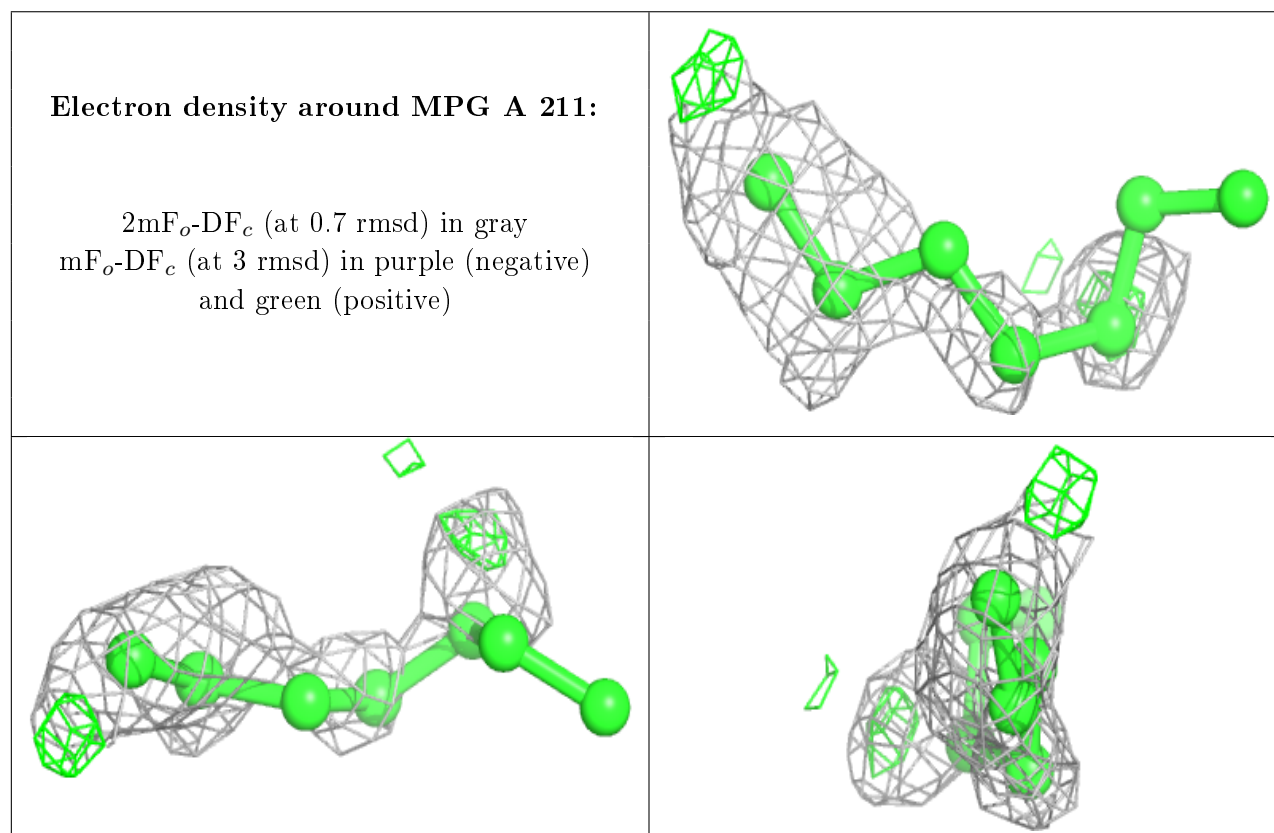 Electron density around MPG A 211:
2mFo-DFc (at 0.7 rmsd) in gray
mFo-DFc (at 3 rmsd) in purple (negative)
and green (positive)